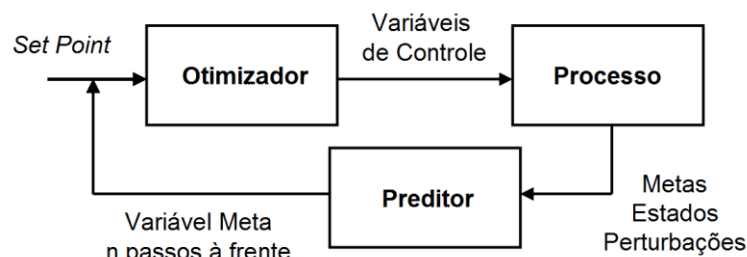 Set Point
Otimizador
Variáveis
de Controle
Processo
Preditor
Variável Meta
n passos à frente
Metas
Estados
Perturbações